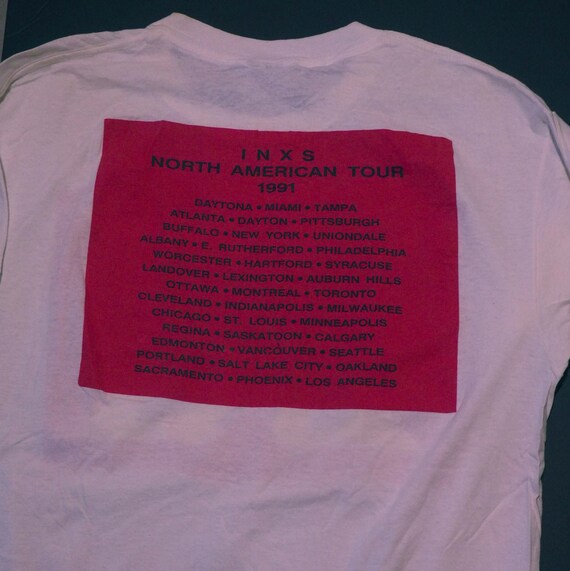 INXS
NORTH AMERICAN TOUR
1991
DAYTONA • MIAMI • TAMPA
ATLANTA • DAYTON • PITTSBURGH
BUFFALO • NEW YORK • UNIONDALE
ALBANY • E. RUTHERFORD • PHILADELPHIA
WORCESTER • HARTFORD • SYRACUSE
LANDOVER • LEXINGTON • AUBURN HILLS
OTTAWA • MONTREAL • TORONTO
CLEVELAND • INDIANAPOLIS • MILWAUKEE
CHICAGO • ST. LOUIS • MINNEAPOLIS
REGINA • SASKATOON • CALGARY
EDMONTON • VANCOUVER • SEATTLE
PORTLAND • SALT LAKE CITY • OAKLAND
SACRAMENTO • PHOENIX • LOS ANGELES